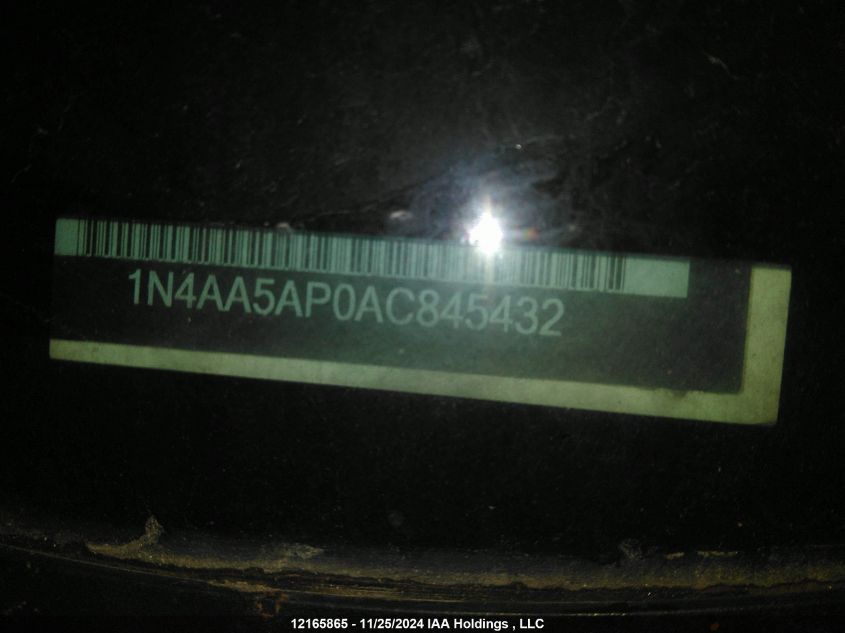 1N4AA5AP0AC845432
12165865 - 11/25/2024 IAA Holdings , LLC